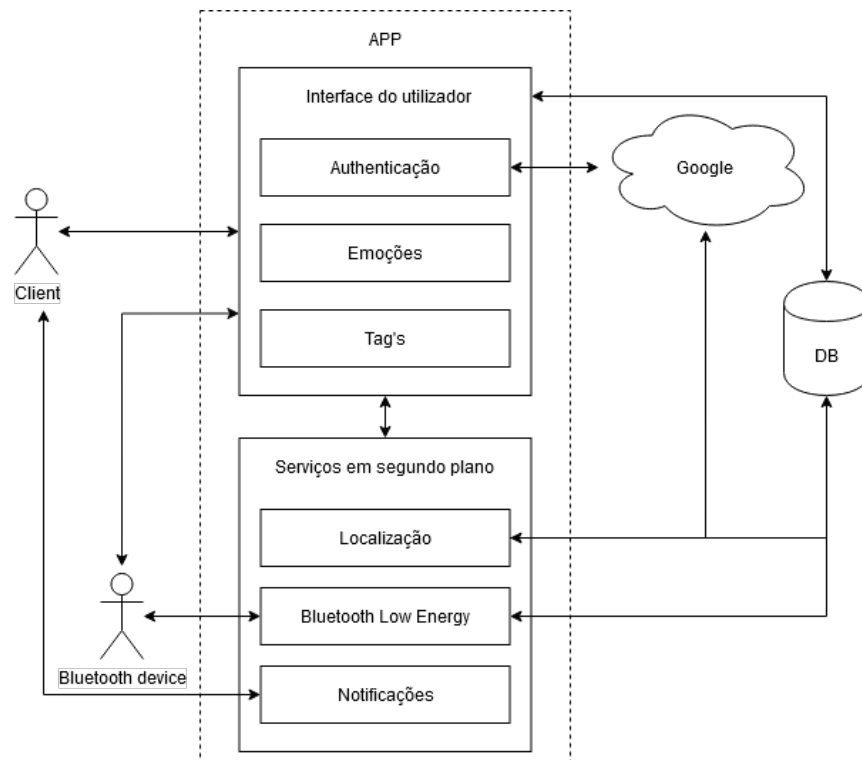 APP
Interface do utilizador
Authenticação
Google
Emoções
Client
Tag's
DB
Serviços em segundo plano
Localização
Bluetooth Low Energy
Bluetooth device
Notificações